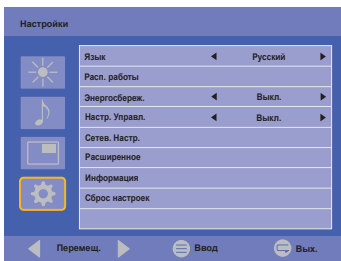 Настройки
Язык Русский
Расп. работы
Энергосбереж. Выкл.
Настр. Управл. Выкл.
Сетев. Настр.
Расширенное
Информация
Сброс настроек
Перемещ. Ввод Вых.